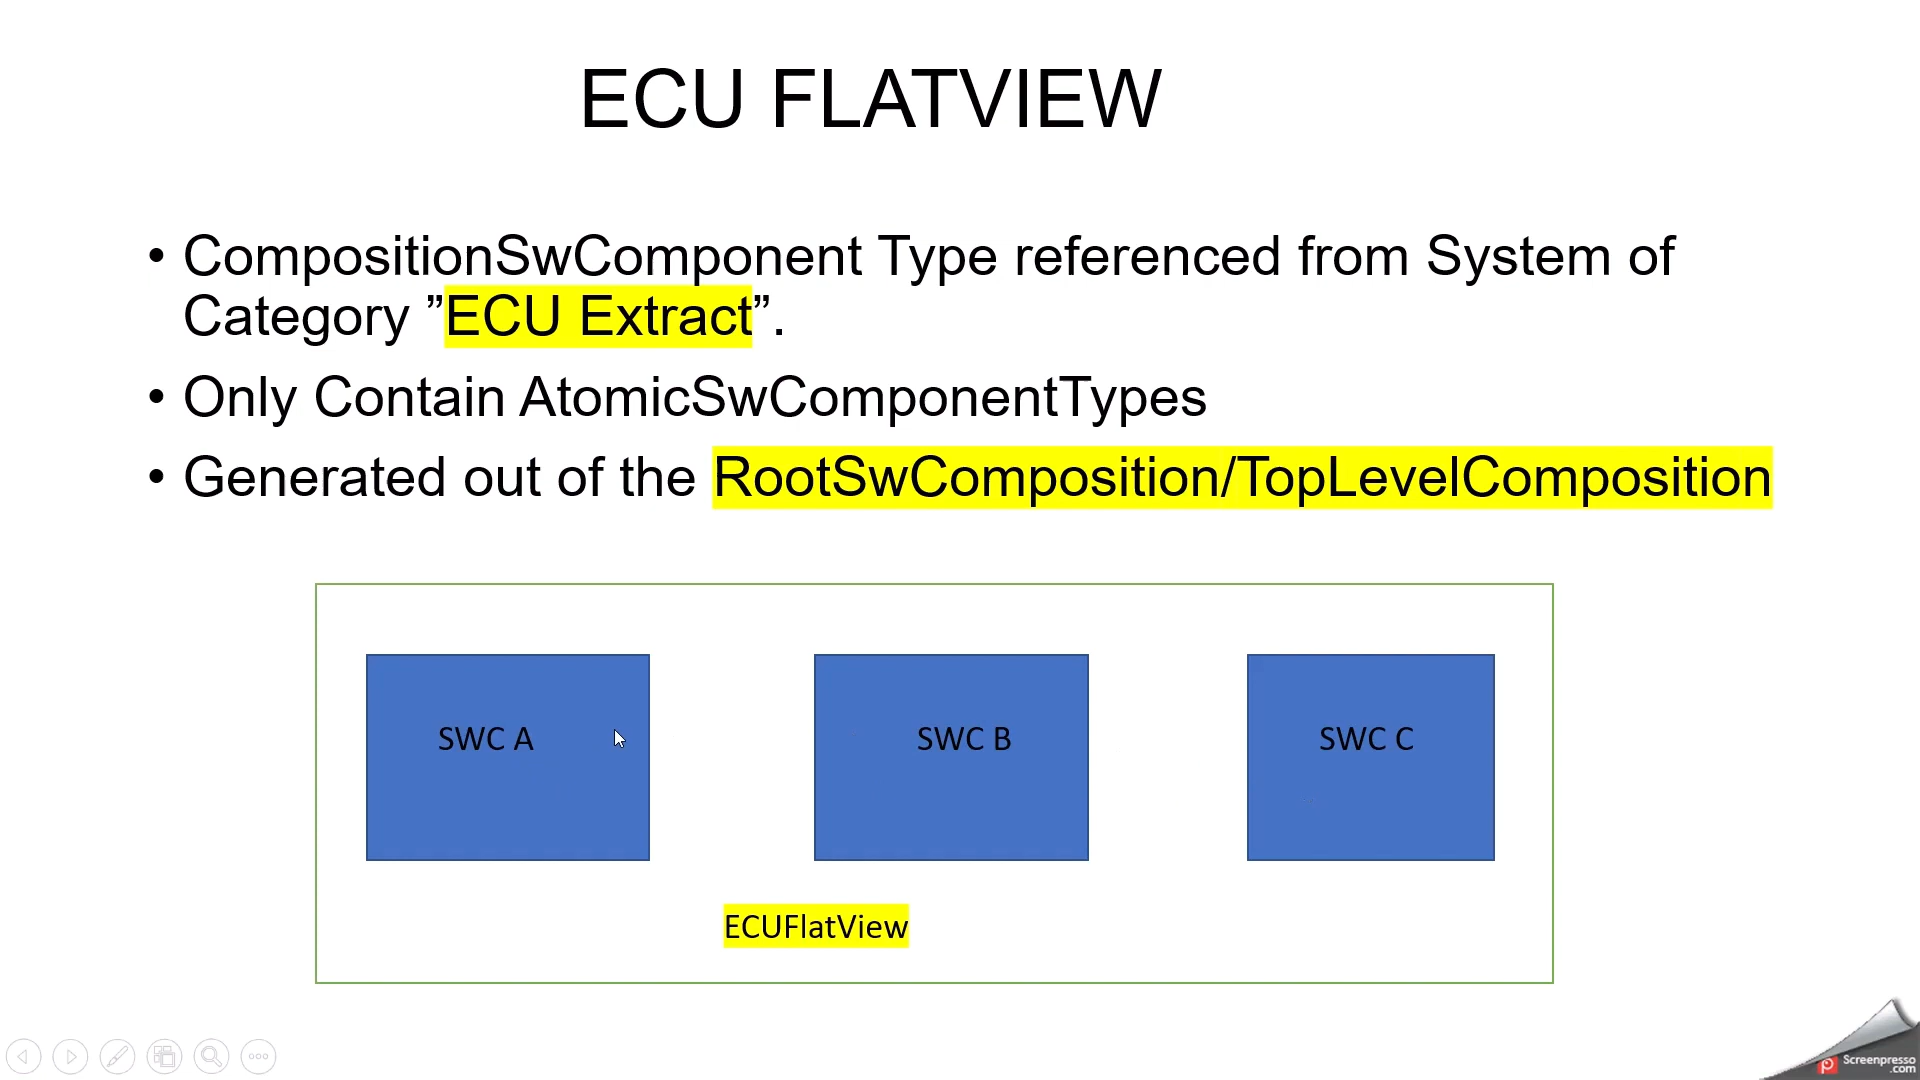 ECU FLATVIEW
• CompositionSwComponent Type referenced from System of
Category ”ECU Extract”.
• Only Contain AtomicSwComponentTypes
• Generated out of the RootSwComposition/TopLevelComposition
SWC A
SWC B
SWC C
ECUFlatView
Screenpresso
.com